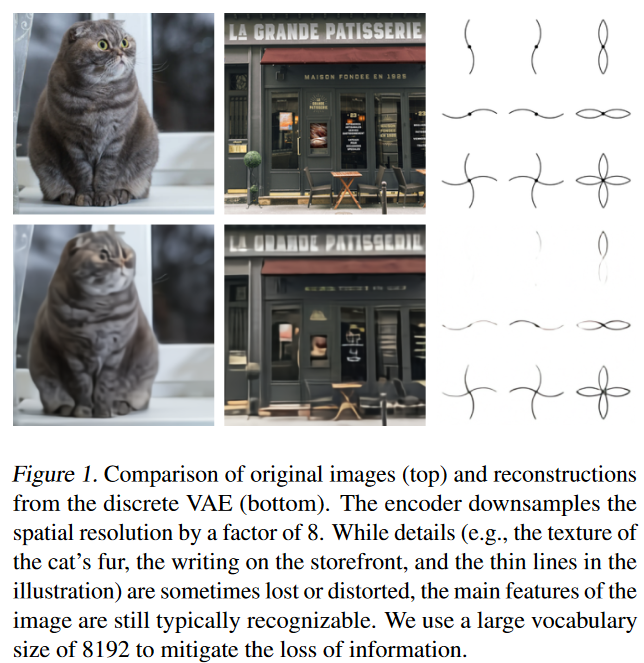 LA GRANDE PATISSERIE
MAISON FONDEE EN 1989
LA GRANDE PATISSERIE
Figure 1. Comparison of original images (top) and reconstructions
from the discrete VAE (bottom). The encoder downsamples the
spatial resolution by a factor of 8. While details (e.g., the texture of
the cat's fur, the writing on the storefront, and the thin lines in the
illustration) are sometimes lost or distorted, the main features of the
image are still typically recognizable. We use a large vocabulary
size of 8192 to mitigate the loss of information.